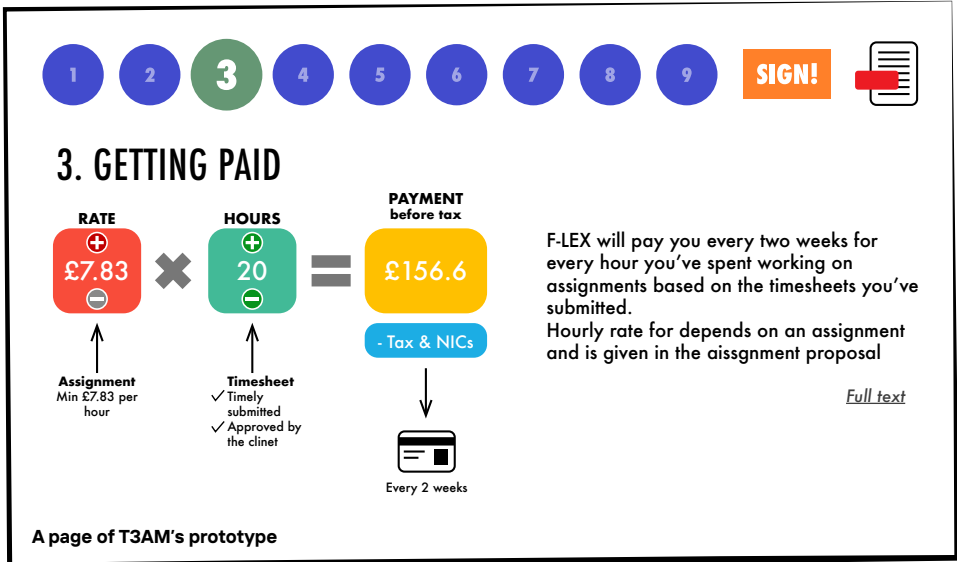 1 2 3 4 5 6 7 8 9 SIGN!
3. GETTING PAID
RATE
£7.83
HOURS
20
PAYMENT
before tax
£156.6
- Tax & NICs
Assignment
Min £7.83 per
hour
Timesheet
Timely
submitted
Approved by
the clinet
Every 2 weeks
F-LEX will pay you every two weeks for
every hour you've spent working on
assignments based on the timesheets you've
submitted.
Hourly rate for depends on an assignment
and is given in the aissgnment proposal
Full text
A page of T3AM's prototype